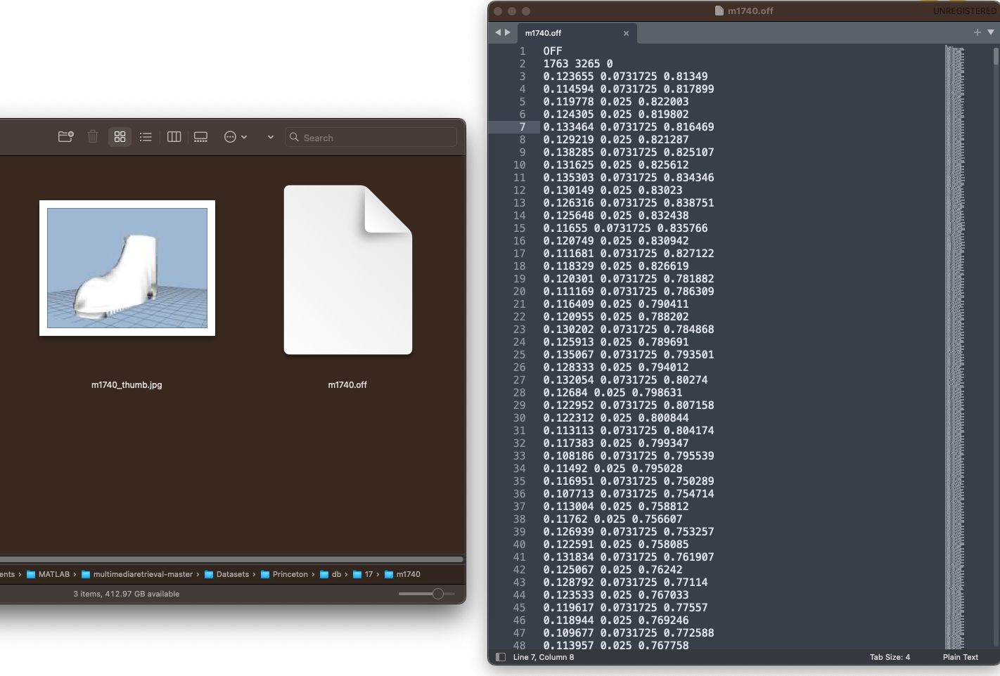 Search
m1740_thumb.jpg
m1740.off
ents › MATLAB › multimediaretrieval-master › Datasets › Princeton › db › 17 › m1740
3 items, 412.97 GB available
m1740.off
UNREGISTERED
m1740.off
1 OFF
2 1763 3265 0
3 0.123655 0.0731725 0.81349
4 0.114594 0.0731725 0.817899
5 0.119778 0.025 0.822003
6 0.124305 0.025 0.819802
7 0.133464 0.0731725 0.816469
8 0.129219 0.025 0.821287
9 0.138285 0.0731725 0.825107
10 0.131625 0.025 0.825612
11 0.135303 0.0731725 0.834346
12 0.130149 0.025 0.83023
13 0.126316 0.0731725 0.838751
14 0.125648 0.025 0.832438
15 0.11655 0.0731725 0.835766
16 0.120749 0.025 0.830942
17 0.111681 0.0731725 0.827122
18 0.118329 0.025 0.826619
19 0.120301 0.0731725 0.781882
20 0.111169 0.0731725 0.786309
21 0.116409 0.025 0.790411
22 0.120955 0.025 0.788202
23 0.130202 0.0731725 0.784868
24 0.125913 0.025 0.789691
25 0.135067 0.0731725 0.793501
26 0.128333 0.025 0.794012
27 0.132054 0.0731725 0.80274
28 0.12684 0.025 0.798631
29 0.122952 0.0731725 0.807158
30 0.122312 0.025 0.800844
31 0.113113 0.0731725 0.804174
32 0.117383 0.025 0.799347
33 0.108186 0.0731725 0.795539
34 0.11492 0.025 0.795028
35 0.116951 0.0731725 0.750289
36 0.107713 0.0731725 0.754714
37 0.113004 0.025 0.758812
38 0.11762 0.025 0.756607
39 0.126939 0.0731725 0.753257
40 0.122591 0.025 0.758085
41 0.131834 0.0731725 0.761907
42 0.125067 0.025 0.76242
43 0.128792 0.0731725 0.77114
44 0.123533 0.025 0.767033
45 0.119617 0.0731725 0.77557
46 0.118944 0.025 0.769246
47 0.109677 0.0731725 0.772588
48 0.113957 0.025 0.767758
Line 7, Column 8
Tab Size: 4
Plain Text